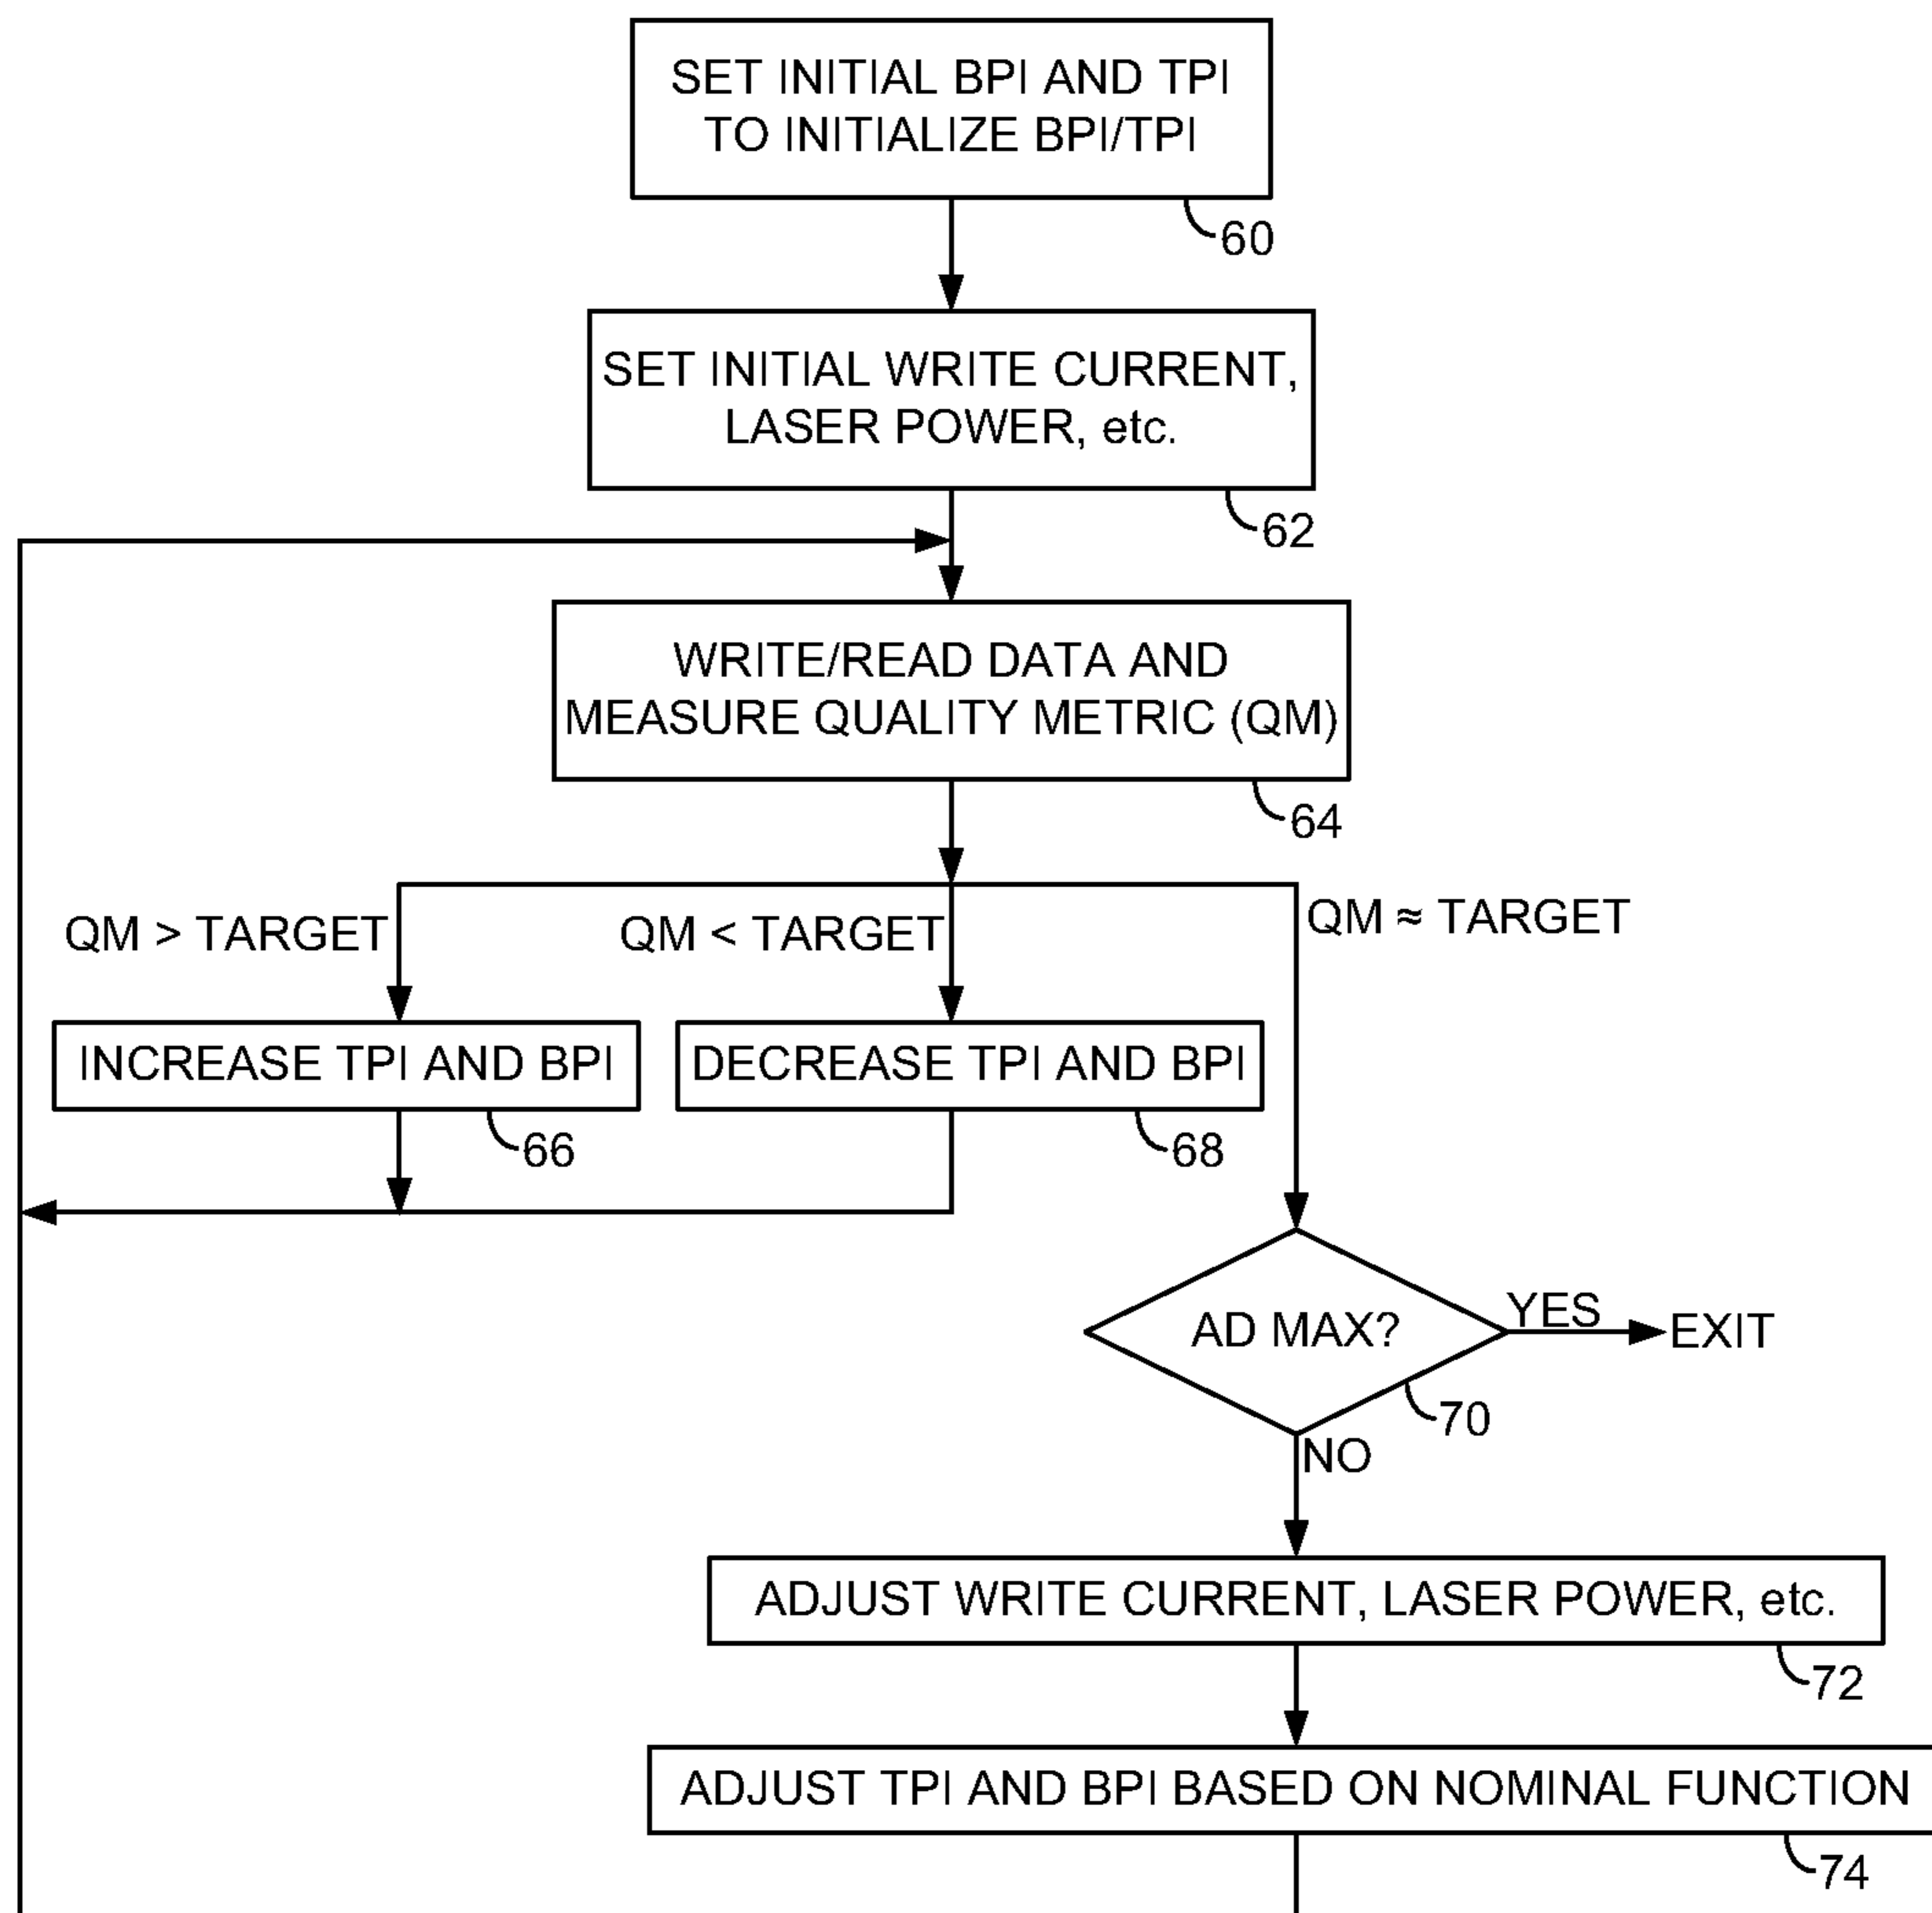 SET INITIAL BPI AND TPI
TO INITIALIZE BPI/TPI
60
SET INITIAL WRITE CURRENT,
LASER POWER, etc.
62
WRITE/READ DATA AND
MEASURE QUALITY METRIC (QM)
64
QM > TARGET
QM < TARGET
QM ≈ TARGET
INCREASE TPI AND BPI
66
DECREASE TPI AND BPI
68
AD MAX?
YES
EXIT
70
NO
ADJUST WRITE CURRENT, LASER POWER, etc.
72
ADJUST TPI AND BPI BASED ON NOMINAL FUNCTION
74